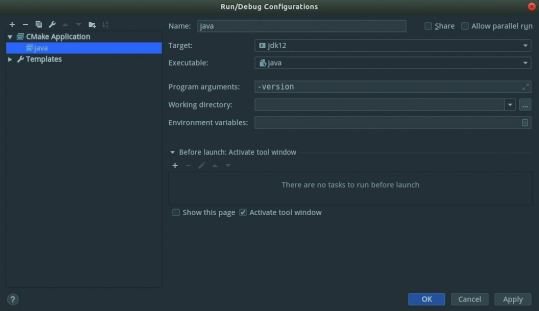 Run/Debug Configurations
Name: java Share Allow parallel run
CMake Application
java
Templates
Target: jdk12
Executable: java
Program arguments: -version
Working directory:
Environment variables:
Before launch: Activate tool window
There are no tasks to run before launch
Show this page Activate tool window
? OK Cancel Apply